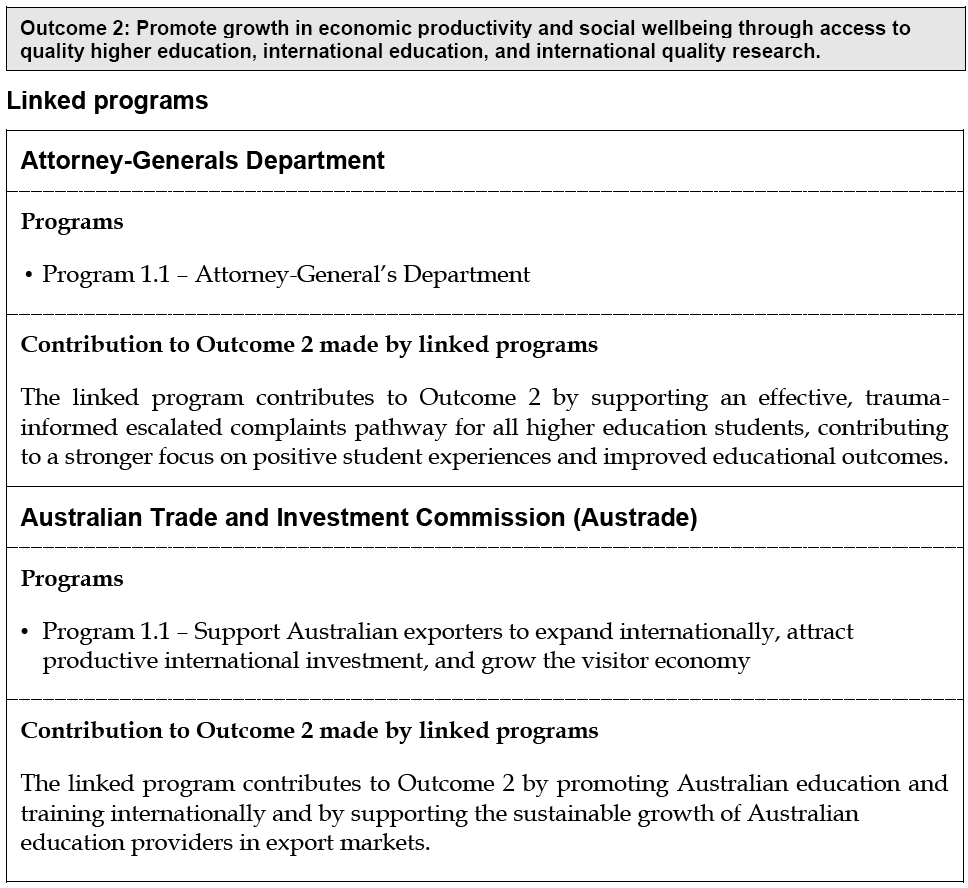 Outcome 2: Promote growth in economic productivity and social wellbeing through access to
quality higher education, international education, and international quality research.
Linked programs
Attorney-Generals Department
Programs
• Program 1.1 – Attorney-General’s Department
Contribution to Outcome 2 made by linked programs
The linked program contributes to Outcome 2 by supporting an effective, trauma-
informed escalated complaints pathway for all higher education students, contributing
to a stronger focus on positive student experiences and improved educational outcomes.
Australian Trade and Investment Commission (Austrade)
Programs
• Program 1.1 – Support Australian exporters to expand internationally, attract
productive international investment, and grow the visitor economy
Contribution to Outcome 2 made by linked programs
The linked program contributes to Outcome 2 by promoting Australian education and
training internationally and by supporting the sustainable growth of Australian
education providers in export markets.